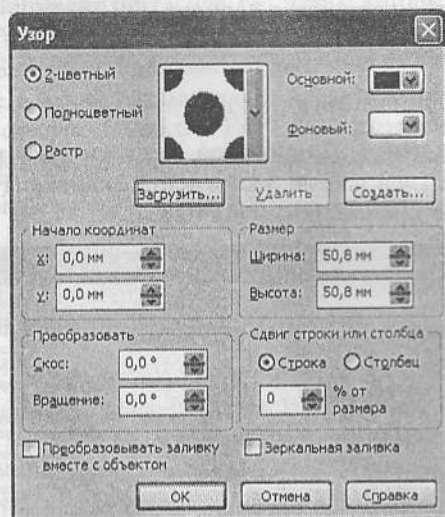 Узор
2-цветный
Полноцветный
Растр
Основной:
Фоновый:
Загрузить... Удалить Создать...
Начало координат
x: 0,0 мм
y: 0,0 мм
Размер
Ширина: 50,8 мм
Высота: 50,8 мм
Преобразовать
Скос: 0,0 °
Вращение: 0,0 °
Сдвиг строки или столбца
Строка Столбец
0 % от
размера
Преобразовывать заливку
вместе с объектом
Зеркальная заливка
ОК Отмена Справка